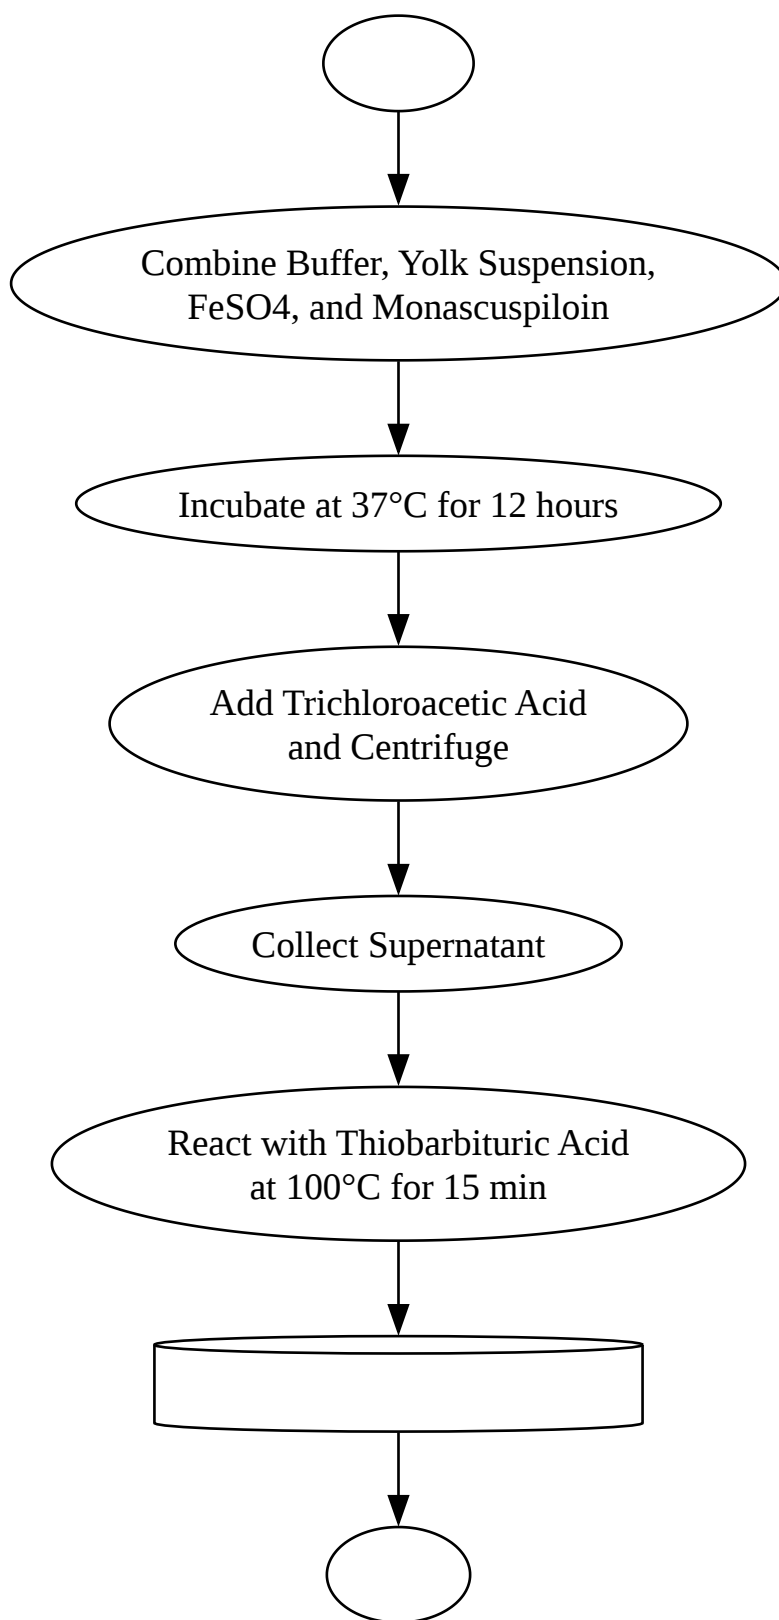 Combine Buffer, Yolk Suspension,
FeSO4, and Monascuspiloin
Incubate at 37°C for 12 hours
Add Trichloroacetic Acid
and Centrifuge
Collect Supernatant
React with Thiobarbituric Acid
at 100°C for 15 min